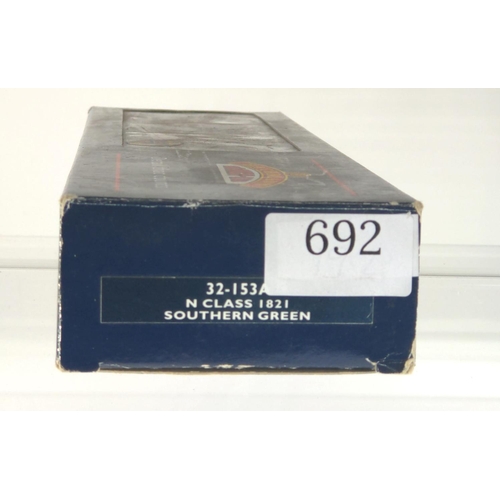 692
32-153A
N CLASS 1821
SOUTHERN GREEN